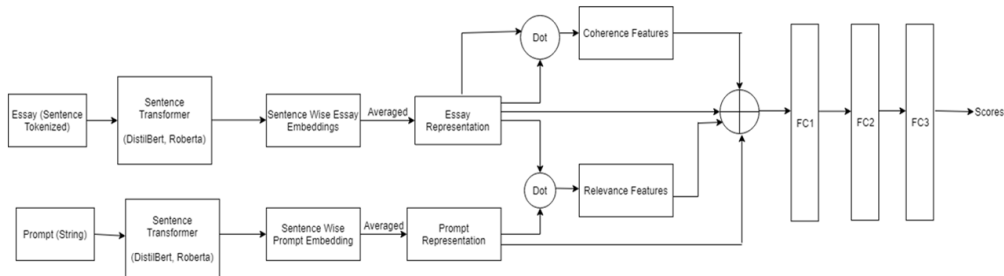 Essay (Sentence
Tokenized)
Sentence
Transformer
(DistilBert, Roberta)
Sentence Wise Essay
Embeddings
Averaged
Essay
Representation
Dot
Coherence Features
Dot
Relevance Features
Prompt (String)
Sentence
Transformer
(DistilBert, Roberta)
Sentence Wise
Prompt Embedding
Averaged
Prompt
Representation
FC1
FC2
FC3
Scores